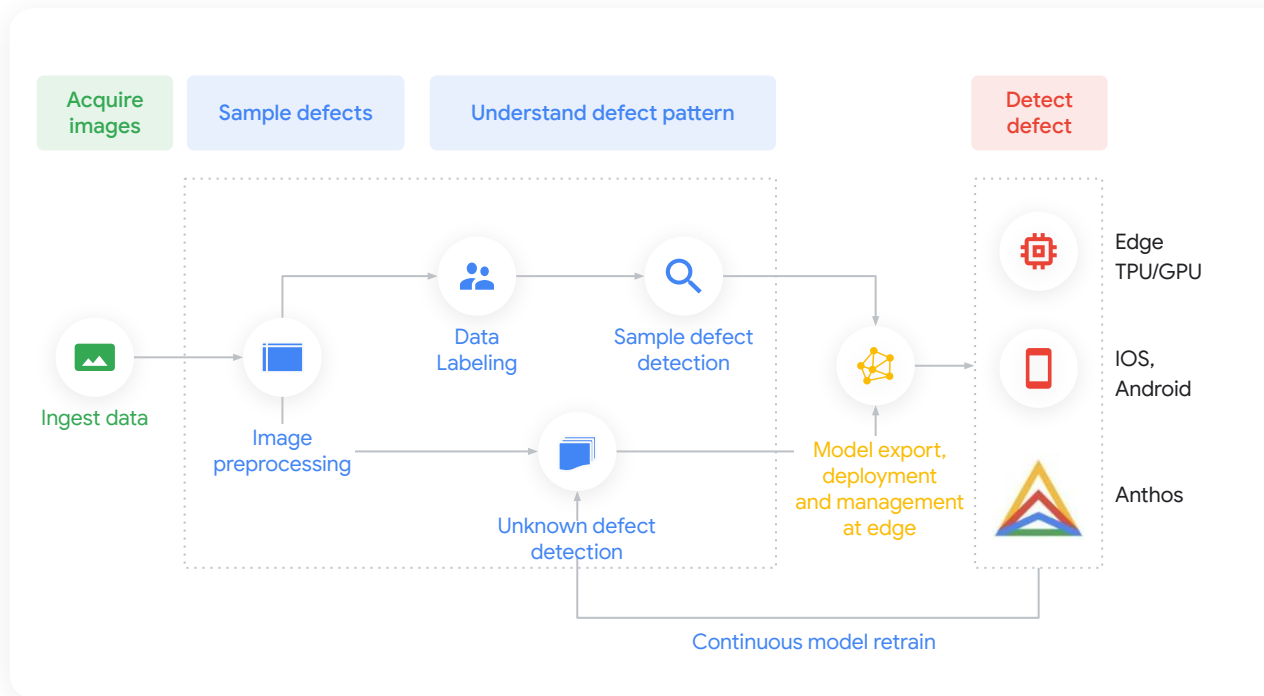 Acquire
images
Sample defects
Understand defect pattern
Detect
defect
Edge
TPU/GPU
Data
Labeling
Sample defect
detection
IOS,
Android
Ingest data
Image
preprocessing
Model export,
deployment
and management
at edge
Anthos
Unknown defect
detection
Continuous model retrain